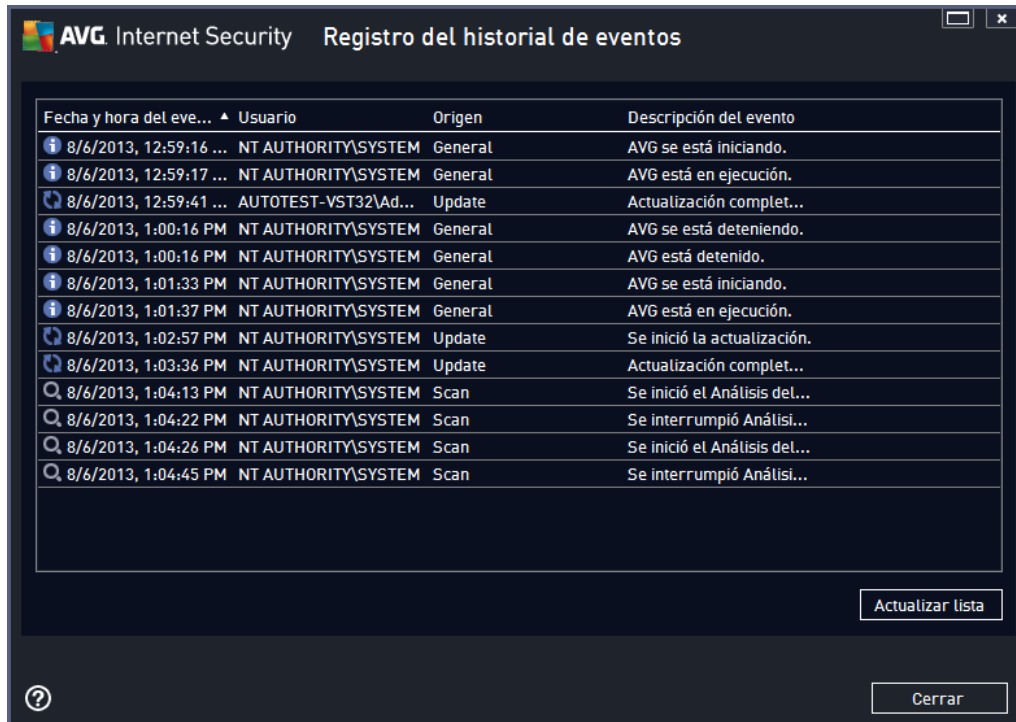 AVG. Internet Security Registro del historial de eventos
Fecha y hora del eve... Usuario Origen Descripción del evento
8/6/2013, 12:59:16 ... NT AUTHORITY\SYSTEM General AVG se está iniciando.
8/6/2013, 12:59:17 ... NT AUTHORITY\SYSTEM General AVG está en ejecución.
8/6/2013, 12:59:41 ... AUTOTEST-VST32\Ad... Update Actualización complet...
8/6/2013, 1:00:16 PM NT AUTHORITY\SYSTEM General AVG se está deteniendo.
8/6/2013, 1:00:16 PM NT AUTHORITY\SYSTEM General AVG está detenido.
8/6/2013, 1:01:33 PM NT AUTHORITY\SYSTEM General AVG se está iniciando.
8/6/2013, 1:01:37 PM NT AUTHORITY\SYSTEM General AVG está en ejecución.
8/6/2013, 1:02:57 PM NT AUTHORITY\SYSTEM Update Se inició la actualización.
8/6/2013, 1:03:36 PM NT AUTHORITY\SYSTEM Update Actualización complet...
8/6/2013, 1:04:13 PM NT AUTHORITY\SYSTEM Scan Se inició el Análisis del...
8/6/2013, 1:04:22 PM NT AUTHORITY\SYSTEM Scan Se interrumpió Análisi...
8/6/2013, 1:04:26 PM NT AUTHORITY\SYSTEM Scan Se inició el Análisis del...
8/6/2013, 1:04:45 PM NT AUTHORITY\SYSTEM Scan Se interrumpió Análisi...
Actualizar lista
Cerrar